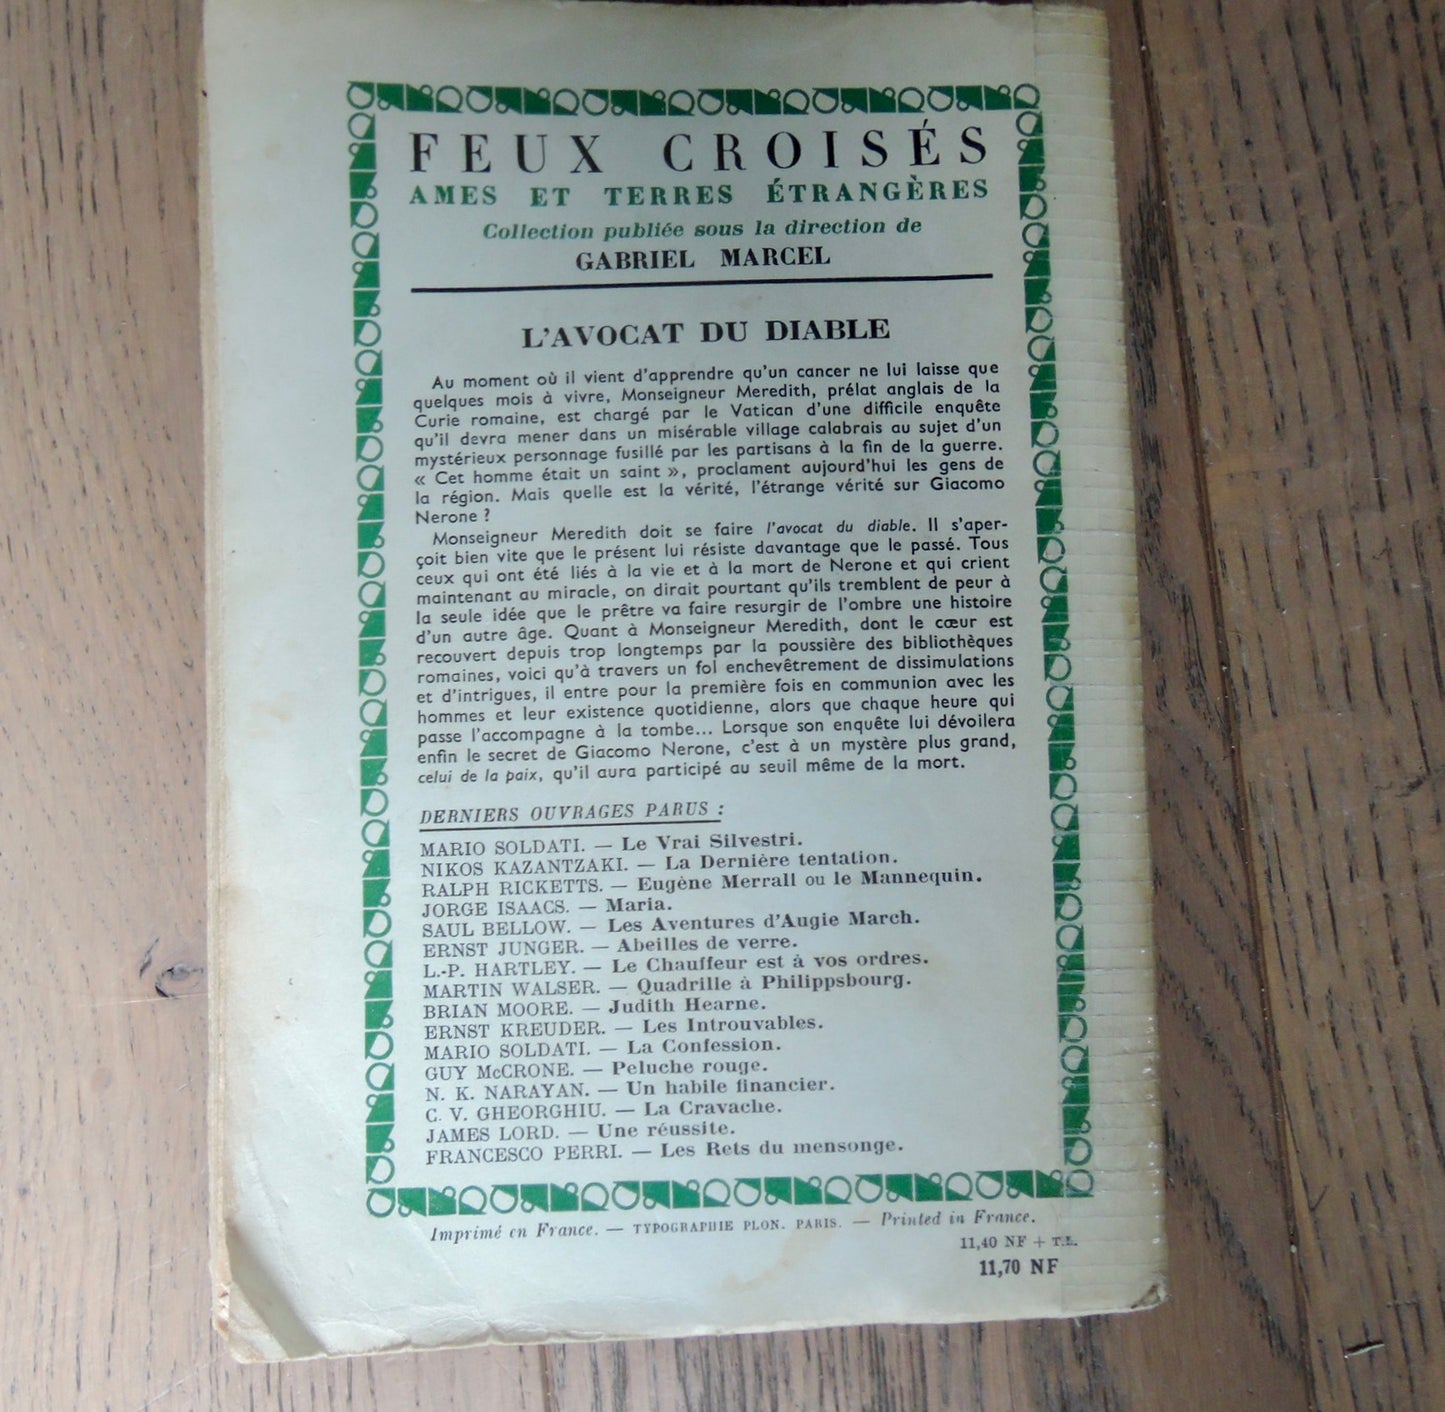 FEUX CROISÉS
AMES ET TERRES ÉTRANGÈRES
Collection publiée sous la direction de
GABRIEL MARCEL
L'AVOCAT DU DIABLE
Au moment où il vient d'apprendre qu'un cancer ne lui laisse que
quelques mois à vivre, Monseigneur Meredith, prélat anglais de la
Curie romaine, est chargé par le Vatican d'une difficile enquête
qu'il devra mener dans un misérable village calabrais au sujet d'un
mystérieux personnage fusillé par les partisans à la fin de la guerre.
« Cet homme était un saint », proclament aujourd'hui les gens de
la région. Mais quelle est la vérité, l'étrange vérité sur Giacomo
Nerone ?
Monseigneur Meredith doit se faire l'avocat du diable. Il s'aper-
çoit bien vite que le présent lui résiste davantage que le passé. Tous
ceux qui ont été liés à la vie et à la mort de Nerone et qui crient
maintenant au miracle, on dirait pourtant qu'ils tremblent de peur à
la seule idée que le prêtre va faire resurgir de l'ombre une histoire
d'un autre âge. Quant à Monseigneur Meredith, dont le cœur est
recouvert depuis trop longtemps par la poussière des bibliothèques
romaines, voici qu'à travers un fol enchevêtrement de dissimulations
et d'intrigues, il entre pour la première fois en communion avec les
hommes et leur existence quotidienne, alors que chaque heure qui
passe l'accompagne à la tombe... Lorsque son enquête lui dévoilera
enfin le secret de Giacomo Nerone, c'est à un mystère plus grand,
celui de la paix, qu'il aura participé au seuil même de la mort.
DERNIERS OUVRAGES PARUS :
MARIO SOLDATI. — Le Vrai Silvestri.
NIKOS KAZANTZAKI. — La Dernière tentation.
RALPH RICKETTS. — Eugène Merrall ou le Mannequin.
JORGE ISAACS. — Maria.
SAUL BELLOW. — Les Aventures d'Augie March.
ERNST JUNGER. — Abeilles de verre.
L.-P. HARTLEY. — Le Chauffeur est à vos ordres.
MARTIN WALSER. — Quadrille à Philippsbourg.
BRIAN MOORE. — Judith Hearne.
ERNST KREUDER. — Les Introuvables.
MARIO SOLDATI. — La Confession.
GUY McCRONE. — Peluche rouge.
N. K. NARAYAN. — Un habile financier.
C. V. GHEORGHIU. — La Cravache.
JAMES LORD. — Une réussite.
FRANCESCO PERRI. — Les Rets du mensonge.
Imprimé en France. — TYPOGRAPHIE PLON. PARIS. — Printed in France.
11,40 NF + T.L.
11,70 NF